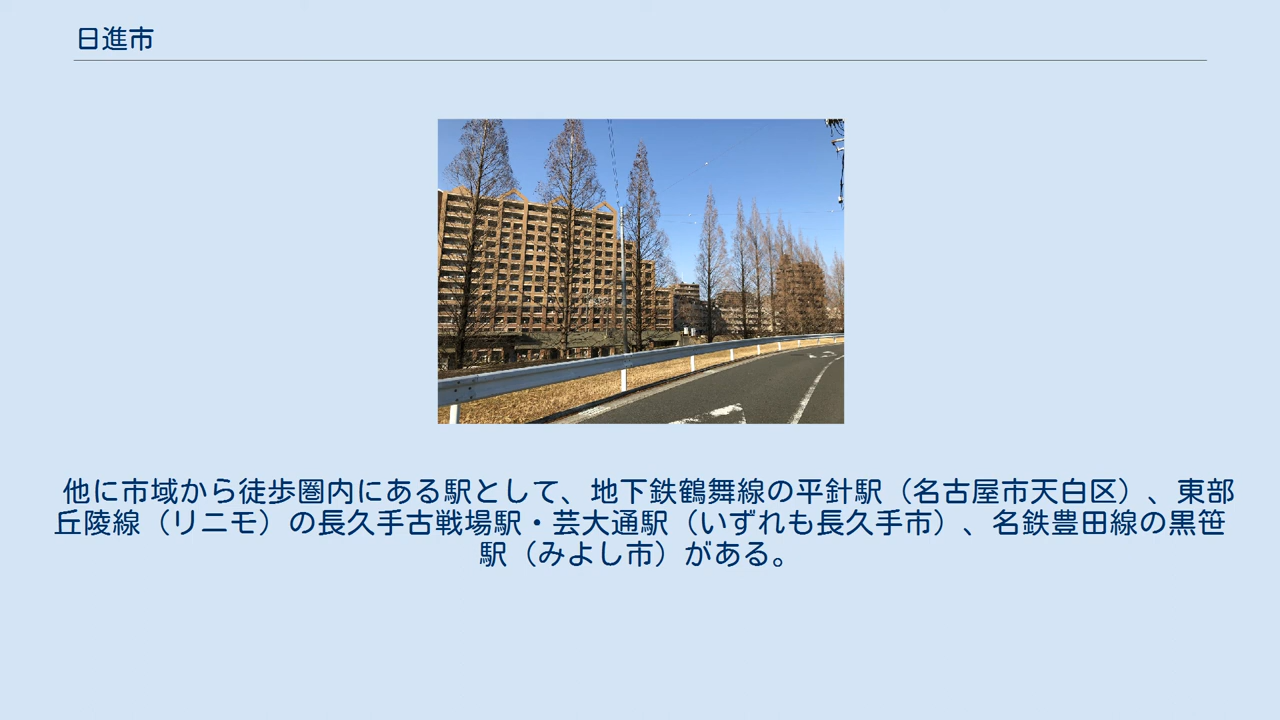 日進市
他に市域から徒歩圏内にある駅として、地下鉄鶴舞線の平針駅（名古屋市天白区）、東部
丘陵線（リニモ）の長久手古戦場駅・芸大通駅（いずれも長久手市）、名鉄豊田線の黒笹
駅（みよし市）がある。